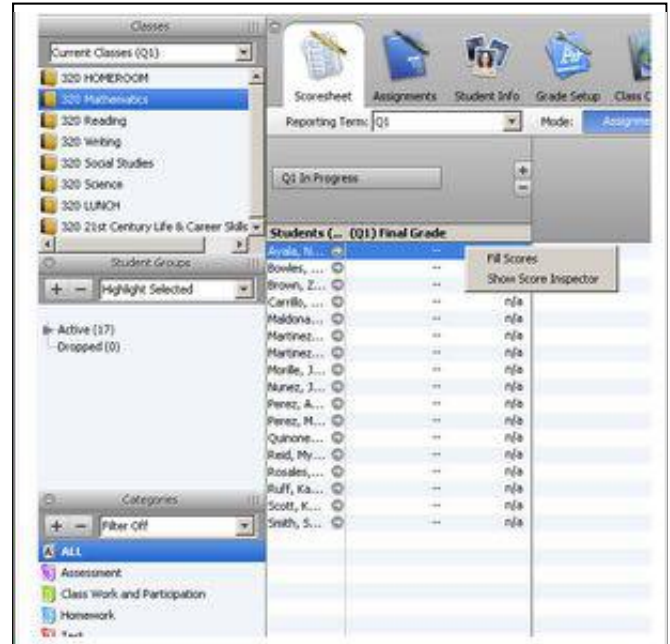 Classes
Current Classes (Q1)
320 HOMEROOM
320 Mathematics
320 Reading
320 Writing
320 Social Studies
320 Science
320 LUNCH
320 21st Century Life & Career Skills
Student Groups
Highlight Selected
Active (17)
Dropped (0)
Categories
Filter Off
ALL
Assessment
Class Work and Participation
Homework
Test
Scoresheet Assignments Student Info Grade Setup Class
Reporting Term: Q1 Mode:
Q1 In Progress
Students (... (Q1) Final Grade
Ayala, N... --
Bowles, ... --
Brown, Z... --
Carrillo, ... -- n/a
Maldona... -- n/a
Martinez... -- n/a
Martinez... -- n/a
Morille, J... -- n/a
Nunez, J... -- n/a
Perez, A... -- n/a
Perez, M... -- n/a
Quinone... -- n/a
Reid, My... -- n/a
Rosales,... -- n/a
Ruff, Ka... -- n/a
Scott, K... -- n/a
Smith, S... -- n/a
Fill Scores
Show Score Inspector